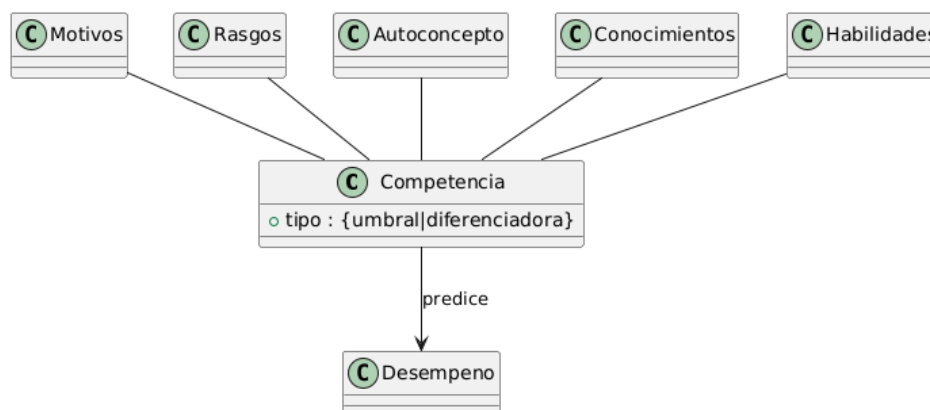 C Motivos
C Rasgos
C Autoconcepto
C Conocimientos
C Habilidades
C Competencia
+ tipo : {umbral|diferenciadora}
predice
C Desempeno